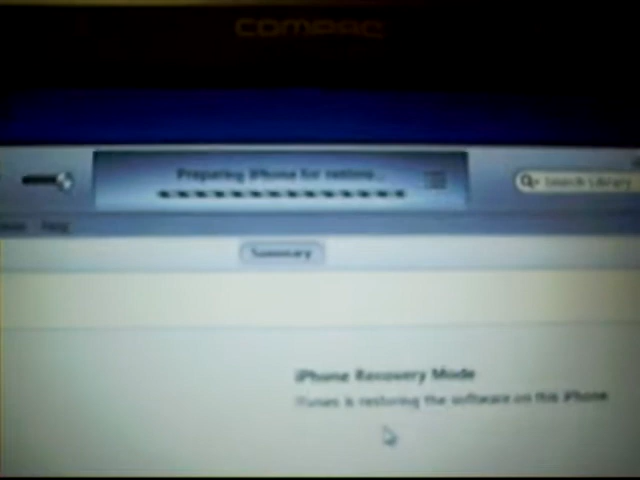 COMPAQ
Preparing iPhone for restore...
Search Library
Help
Summary
iPhone Recovery Mode
iTunes is restoring the software on this iPhone